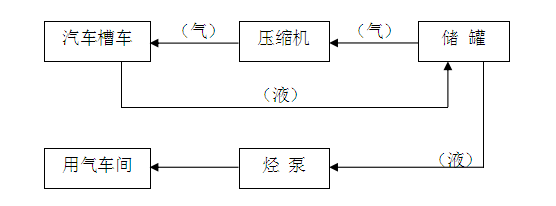 汽车槽车 （气） 压缩机 （气） 储 罐
（液）
用气车间 烃 泵 （液）